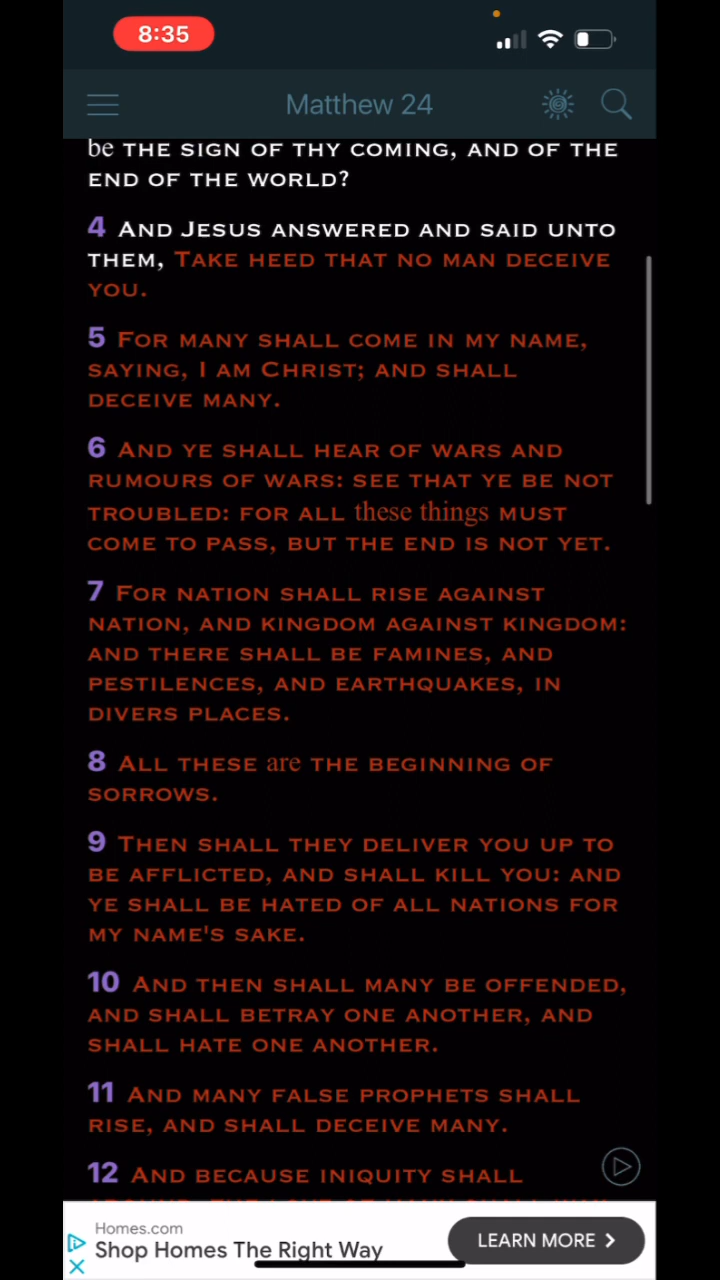 8:35
Matthew 24
be THE SIGN OF THY COMING, AND OF THE
END OF THE WORLD?
4 AND JESUS ANSWERED AND SAID UNTO
THEM, TAKE HEED THAT NO MAN DECEIVE
YOU.
5 FOR MANY SHALL COME IN MY NAME,
SAYING, I AM CHRIST; AND SHALL
DECEIVE MANY.
6 AND YE SHALL HEAR OF WARS AND
RUMOURS OF WARS: SEE THAT YE BE NOT
TROUBLED: FOR ALL these things MUST
COME TO PASS, BUT THE END IS NOT YET.
7 FOR NATION SHALL RISE AGAINST
NATION, AND KINGDOM AGAINST KINGDOM:
AND THERE SHALL BE FAMINES, AND
PESTILENCES, AND EARTHQUAKES, IN
DIVERS PLACES.
8 ALL THESE are THE BEGINNING OF
SORROWS.
9 THEN SHALL THEY DELIVER YOU UP TO
BE AFFLICTED, AND SHALL KILL YOU: AND
YE SHALL BE HATED OF ALL NATIONS FOR
MY NAME'S SAKE.
10 AND THEN SHALL MANY BE OFFENDED,
AND SHALL BETRAY ONE ANOTHER, AND
SHALL HATE ONE ANOTHER.
11 AND MANY FALSE PROPHETS SHALL
RISE, AND SHALL DECEIVE MANY.
12 AND BECAUSE INIQUITY SHALL
Homes.com
Shop Homes The Right Way
LEARN MORE